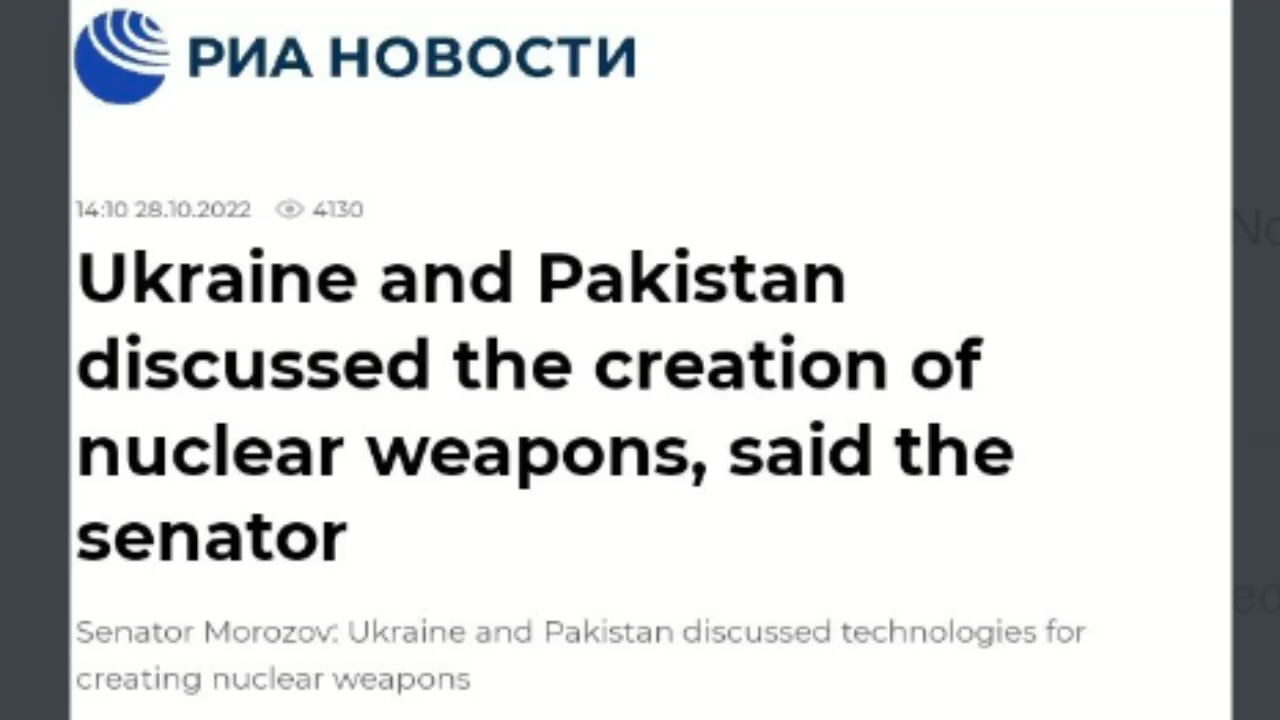 РИА НОВОСТИ
14:10 28.10.2022 4130
Ukraine and Pakistan
discussed the creation of
nuclear weapons, said the
senator
Senator Morozov: Ukraine and Pakistan discussed technologies for
creating nuclear weapons